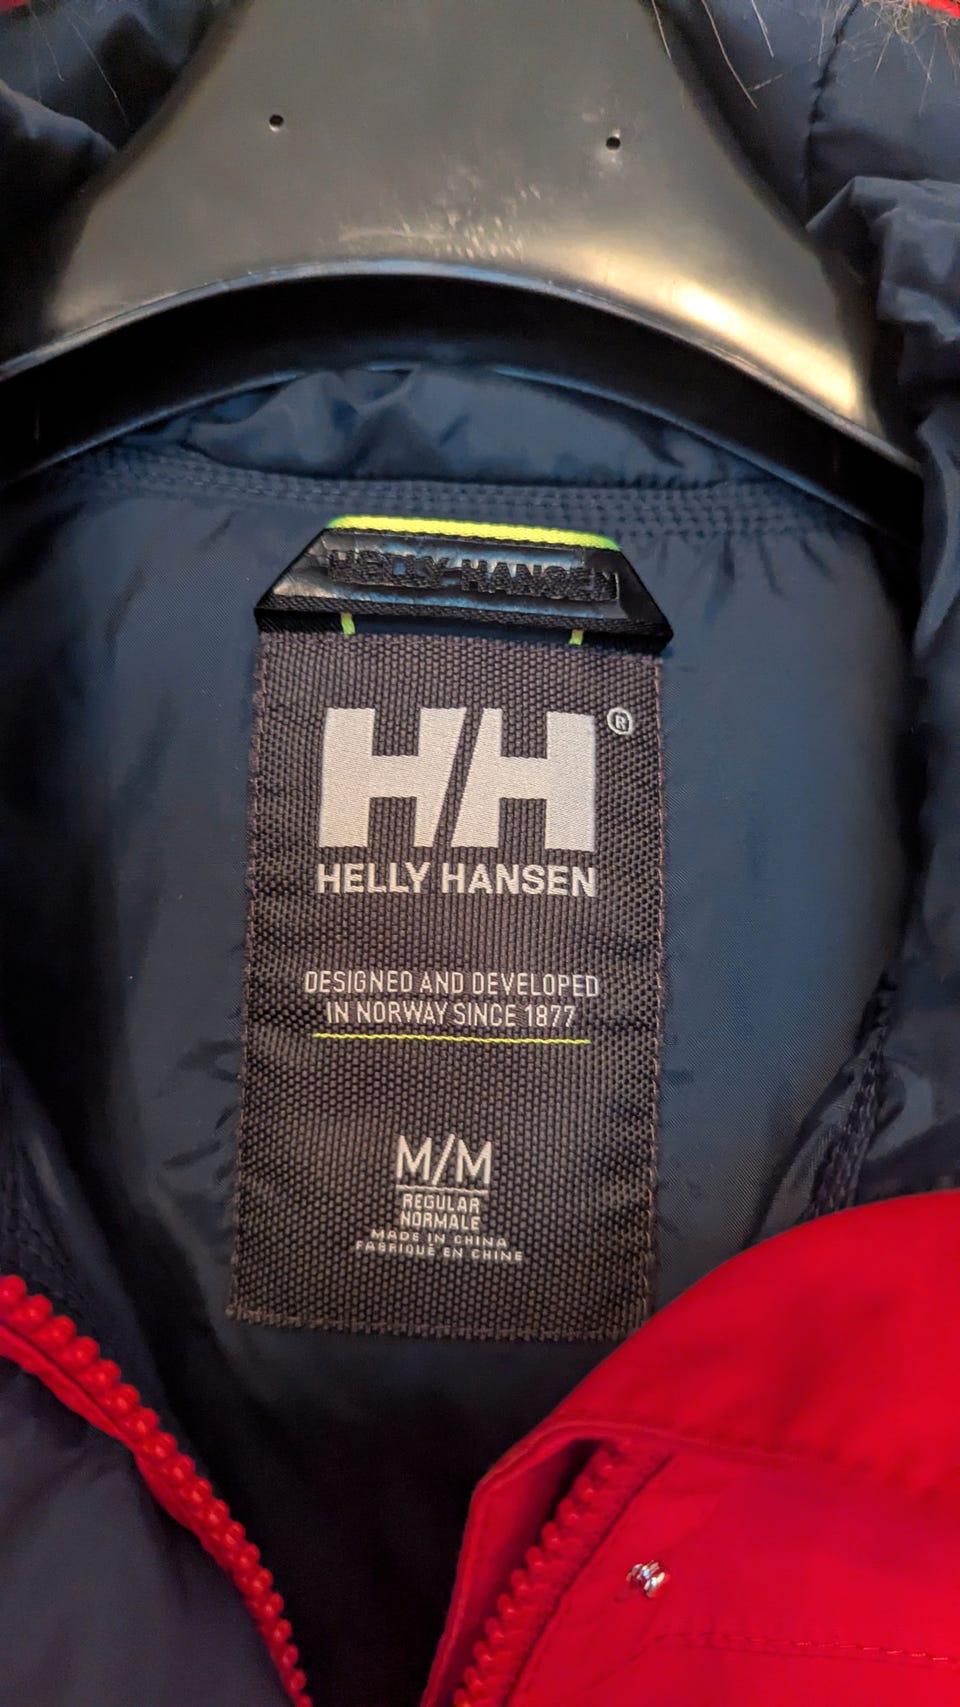 HELLY HANSEN
HH®
HELLY HANSEN
DESIGNED AND DEVELOPED
IN NORWAY SINCE 1877
M/M
REGULAR
NORMALE
MADE IN CHINA
FABRIQUÉ EN CHINE